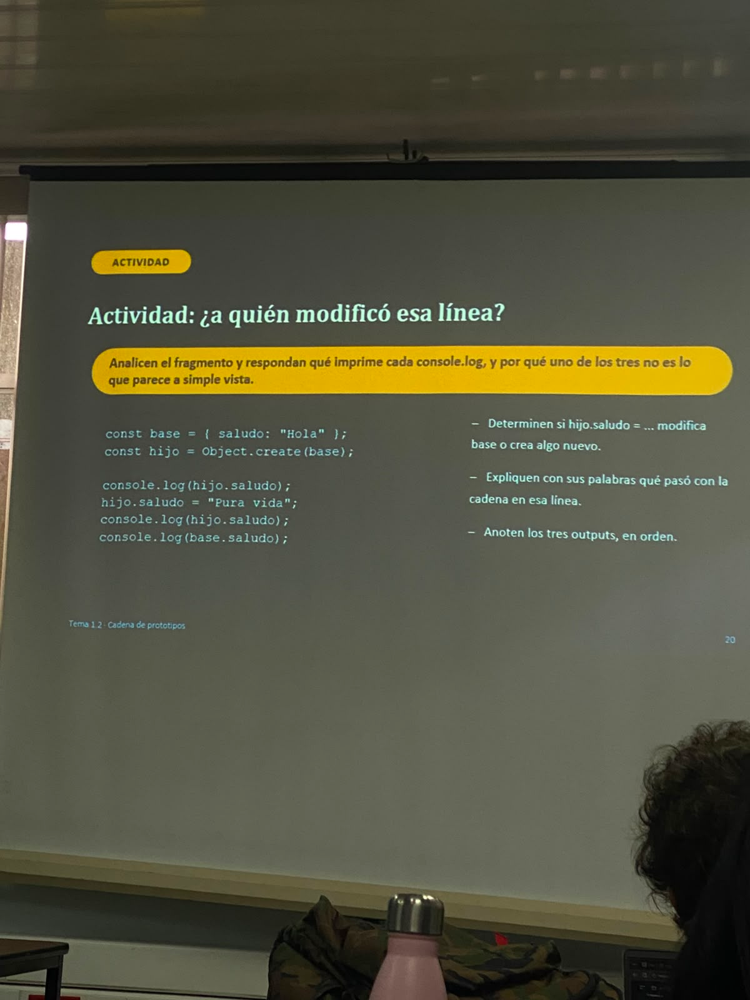 ACTIVIDAD
Actividad: ¿a quién modificó esa línea?
Analicen el fragmento y respondan qué imprime cada console.log, y por qué uno de los tres no es lo
que parece a simple vista.
const base = { saludo: "Hola" };
const hijo = Object.create(base);
console.log(hijo.saludo);
hijo.saludo = "Pura vida";
console.log(hijo.saludo);
console.log(base.saludo);
– Determinen si hijo.saludo = ... modifica
base o crea algo nuevo.
– Expliquen con sus palabras qué pasó con la
cadena en esa línea.
– Anoten los tres outputs, en orden.
Tema 1.2 · Cadena de prototipos
20